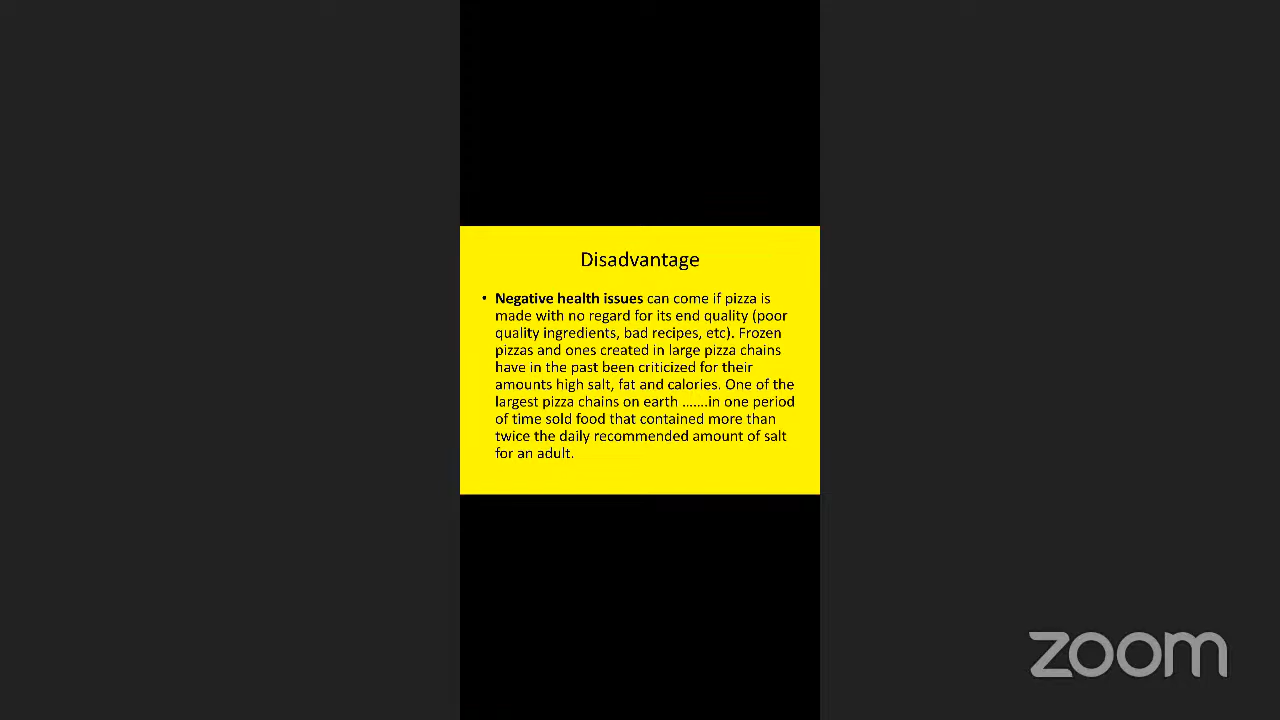 Disadvantage
• Negative health issues can come if pizza is
made with no regard for its end quality (poor
quality ingredients, bad recipes, etc). Frozen
pizzas and ones created in large pizza chains
have in the past been criticized for their
amounts high salt, fat and calories. One of the
largest pizza chains on earth .......in one period
of time sold food that contained more than
twice the daily recommended amount of salt
for an adult.
zoom